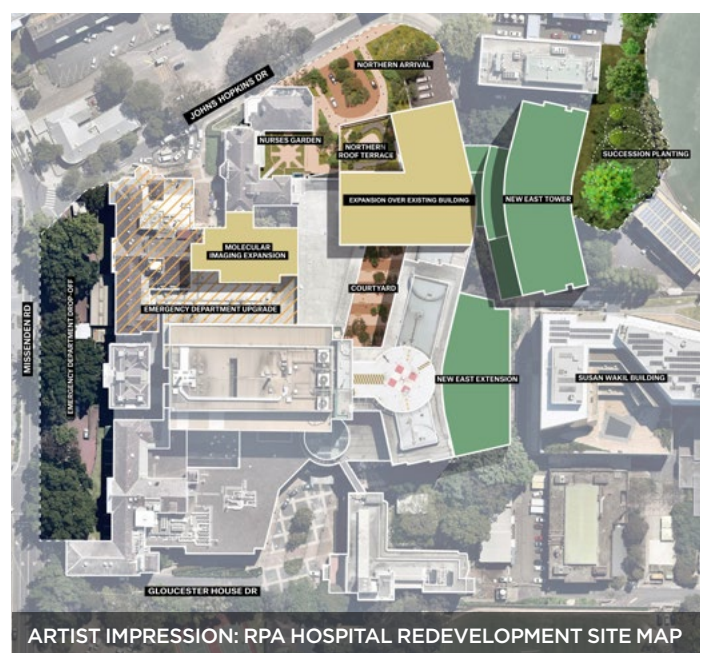 NORTHERN ARRIVAL
JOHNS HOPKINS DR
NURSES GARDEN
NORTHERN
ROOF TERRACE
SUCCESSION PLANTING
EXPANSION OVER EXISTING BUILDING
NEW EAST TOWER
MOLECULAR
IMAGING EXPANSION
COURTYARD
EMERGENCY DEPARTMENT UPGRADE
MISSENDEN RD
EMERGENCY DEPARTMENT DROP-OFF
NEW EAST EXTENSION
SUSAN WAKIL BUILDING
GLOUCESTER HOUSE DR
ARTIST IMPRESSION: RPA HOSPITAL REDEVELOPMENT SITE MAP